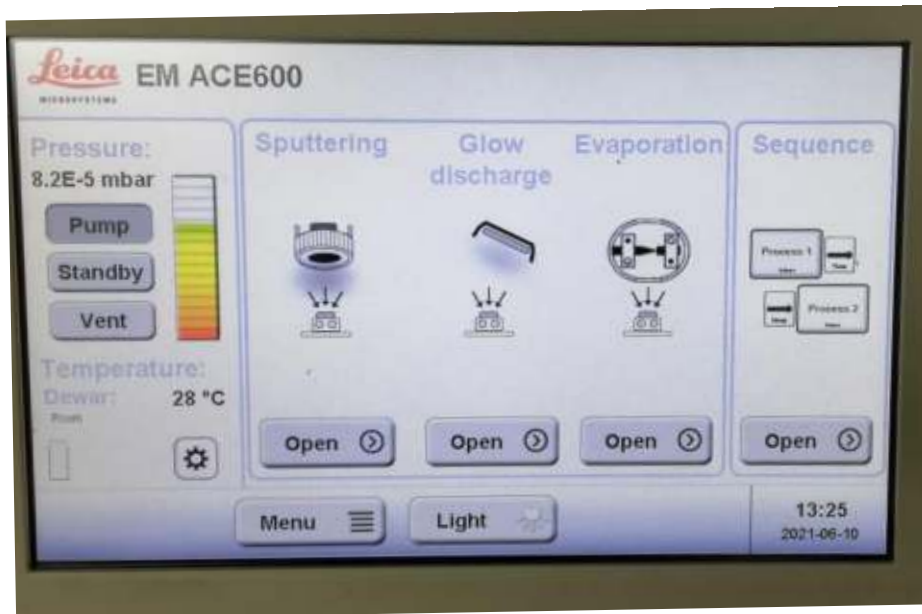 Leica
MICROSYSTEMS
EM ACE600
Pressure:
8.2E-5 mbar
Pump
Standby
Vent
Temperature:
Dewar:
28 °C
Sputtering
Open
Glow
discharge
Open
Evaporation
Open
Sequence
Process 1
Process 2
Open
Menu
Light
13:25
2021-06-10